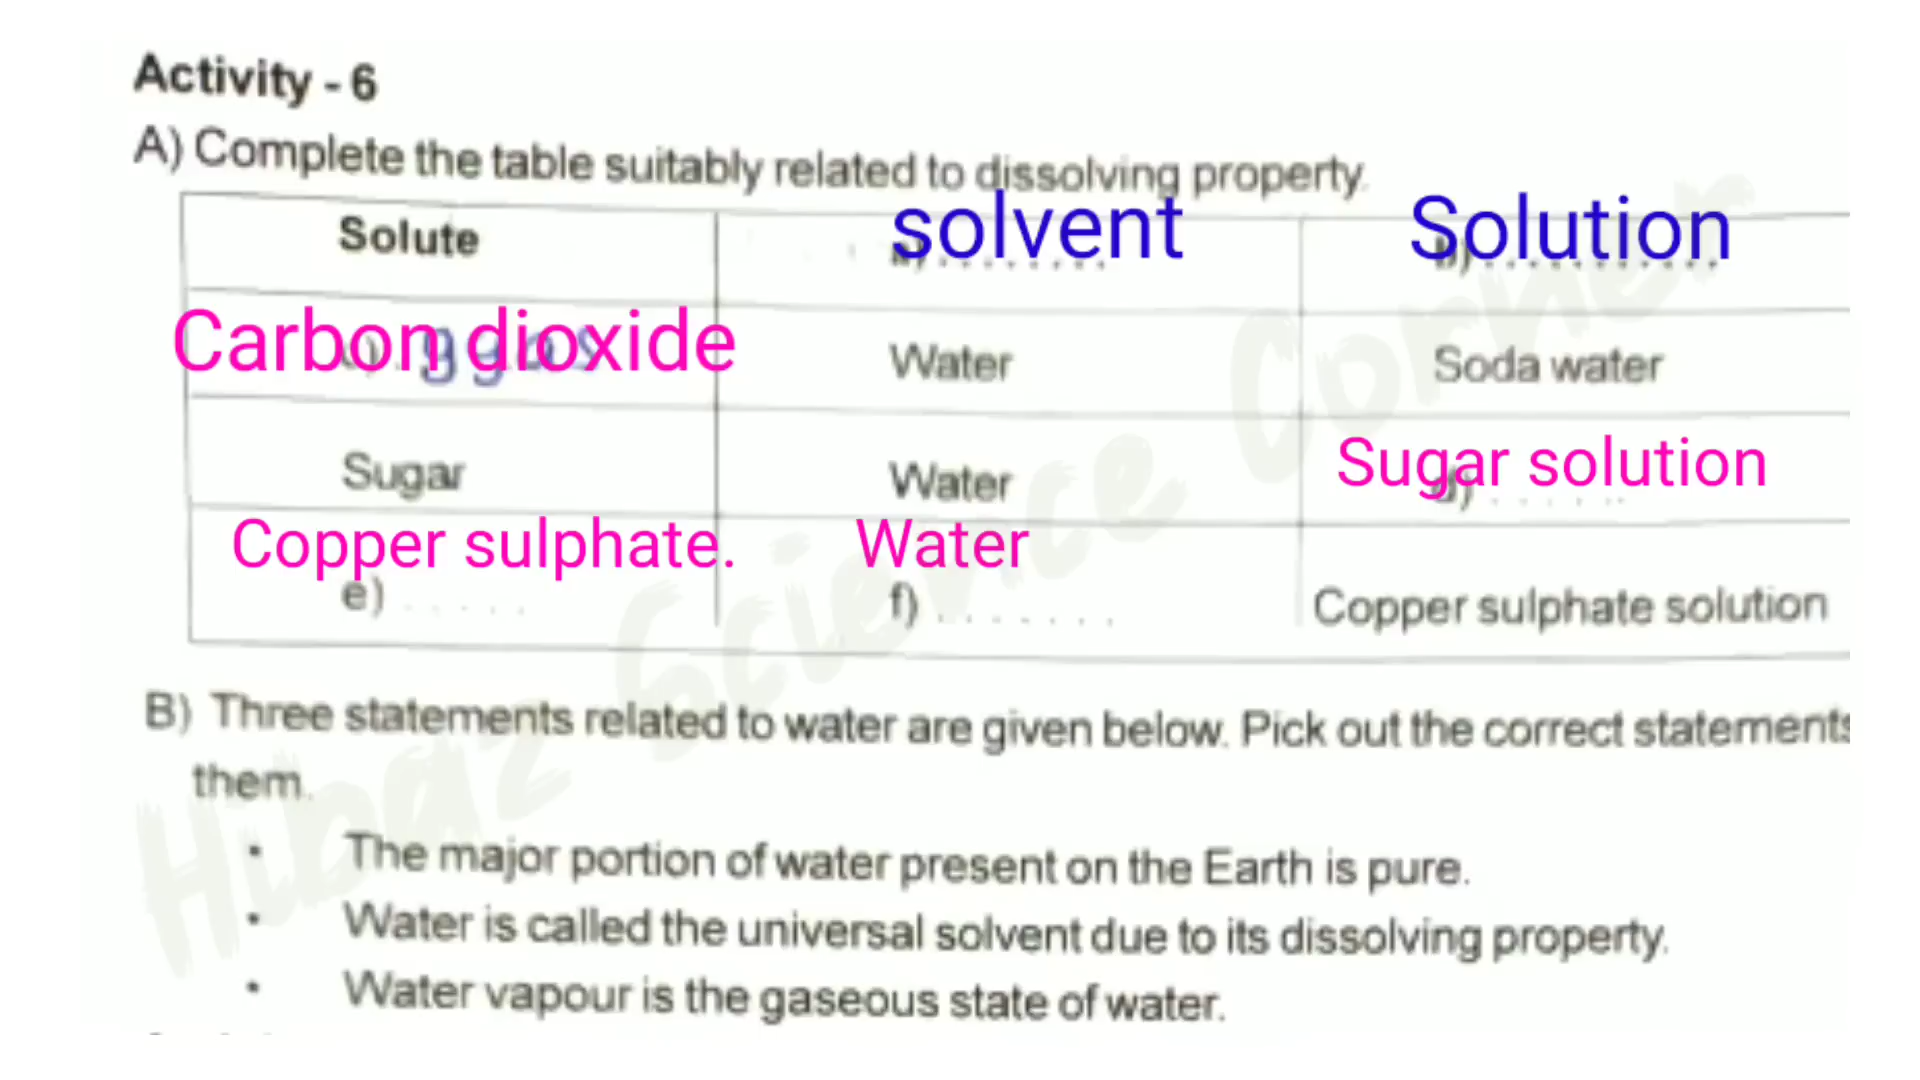 Activity - 6
A) Complete the table suitably related to dissolving property.
Solute solvent Solution
a) ........ b) ...........
Carbon dioxide Water Soda water
Sugar Water Sugar solution
d) ......
Copper sulphate. Water
e) ..... f) ....... Copper sulphate solution
B) Three statements related to water are given below. Pick out the correct statements
them.
• The major portion of water present on the Earth is pure.
• Water is called the universal solvent due to its dissolving property.
• Water vapour is the gaseous state of water.
Hibaz Science Corner